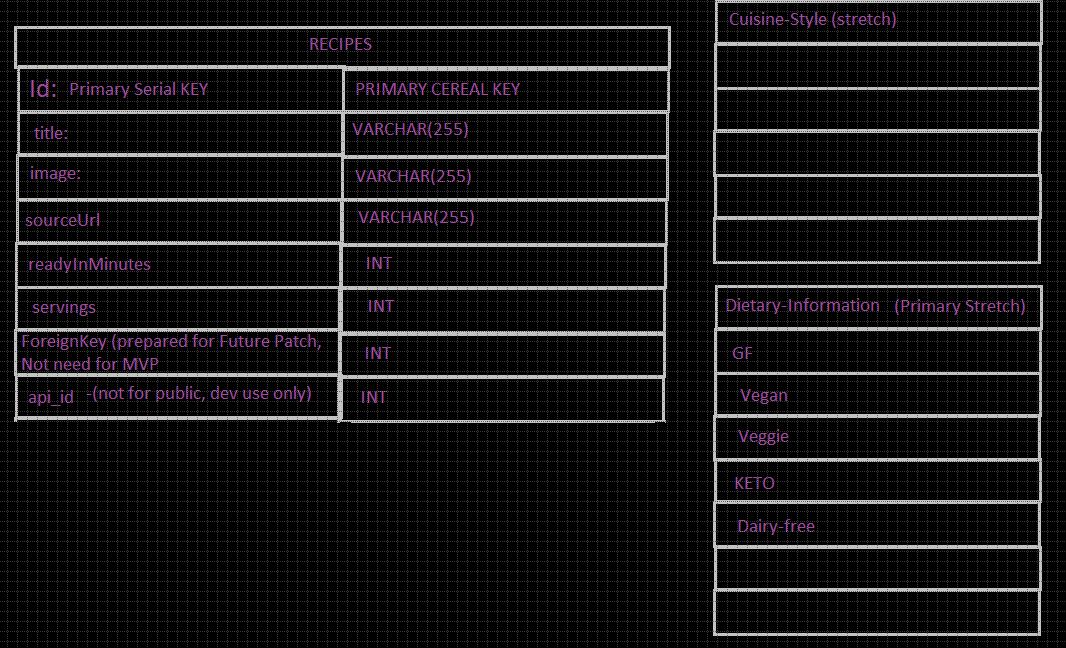 RECIPES
Id: Primary Serial KEY PRIMARY CEREAL KEY
title: VARCHAR(255)
image: VARCHAR(255)
sourceUrl VARCHAR(255)
readyInMinutes INT
servings INT
ForeignKey (prepared for Future Patch,
Not need for MVP INT
api_id -(not for public, dev use only) INT
Cuisine-Style (stretch)
Dietary-Information (Primary Stretch)
GF
Vegan
Veggie
KETO
Dairy-free